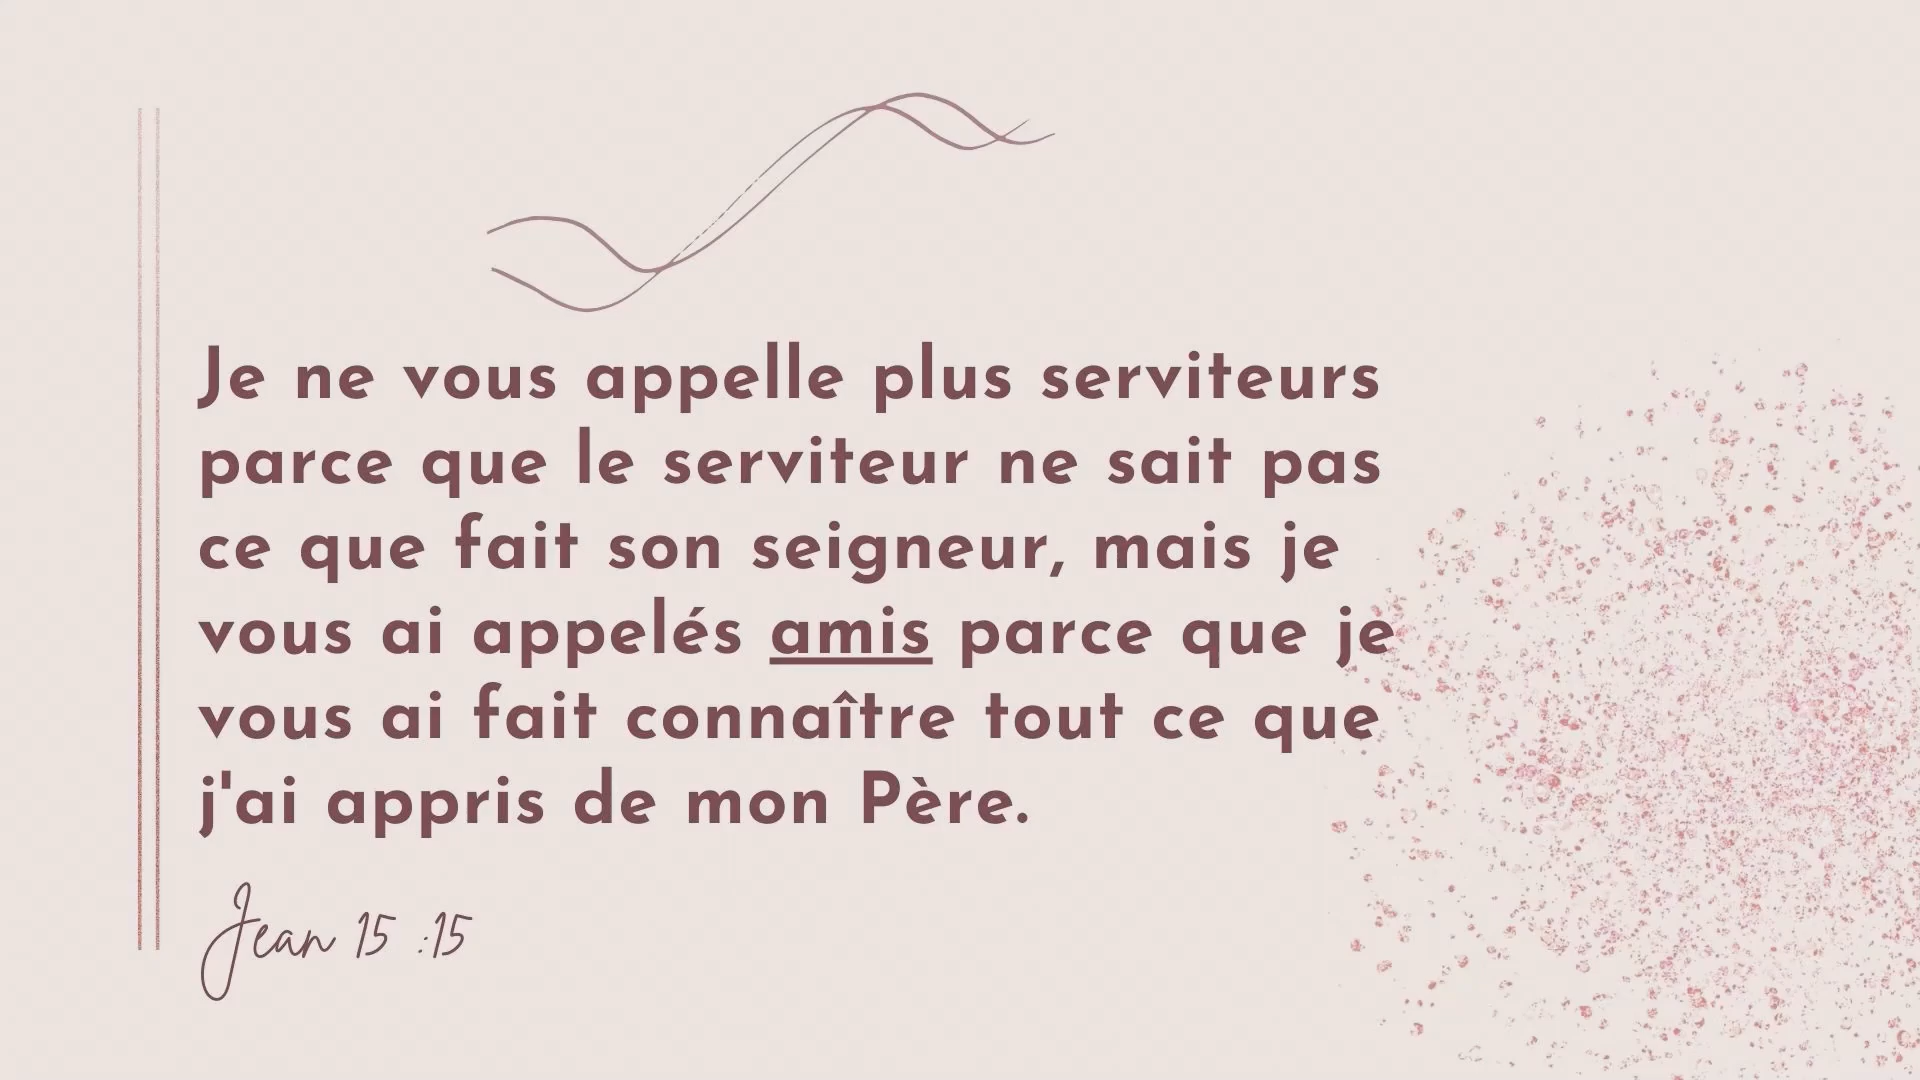 Je ne vous appelle plus serviteurs
parce que le serviteur ne sait pas
ce que fait son seigneur, mais je
vous ai appelés amis parce que je
vous ai fait connaître tout ce que
j'ai appris de mon Père.
Jean 15 :15